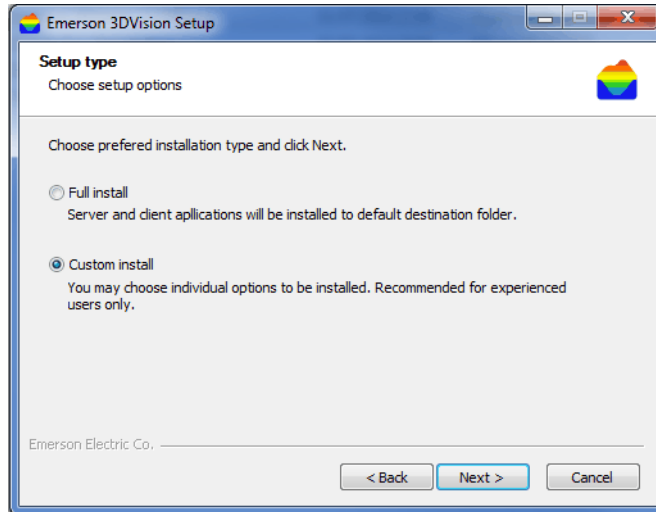 Emerson 3DVision Setup
Setup type
Choose setup options
Choose prefered installation type and click Next.
Full install
Server and client apllications will be installed to default destination folder.
Custom install
You may choose individual options to be installed. Recommended for experienced
users only.
Emerson Electric Co.
< Back Next > Cancel